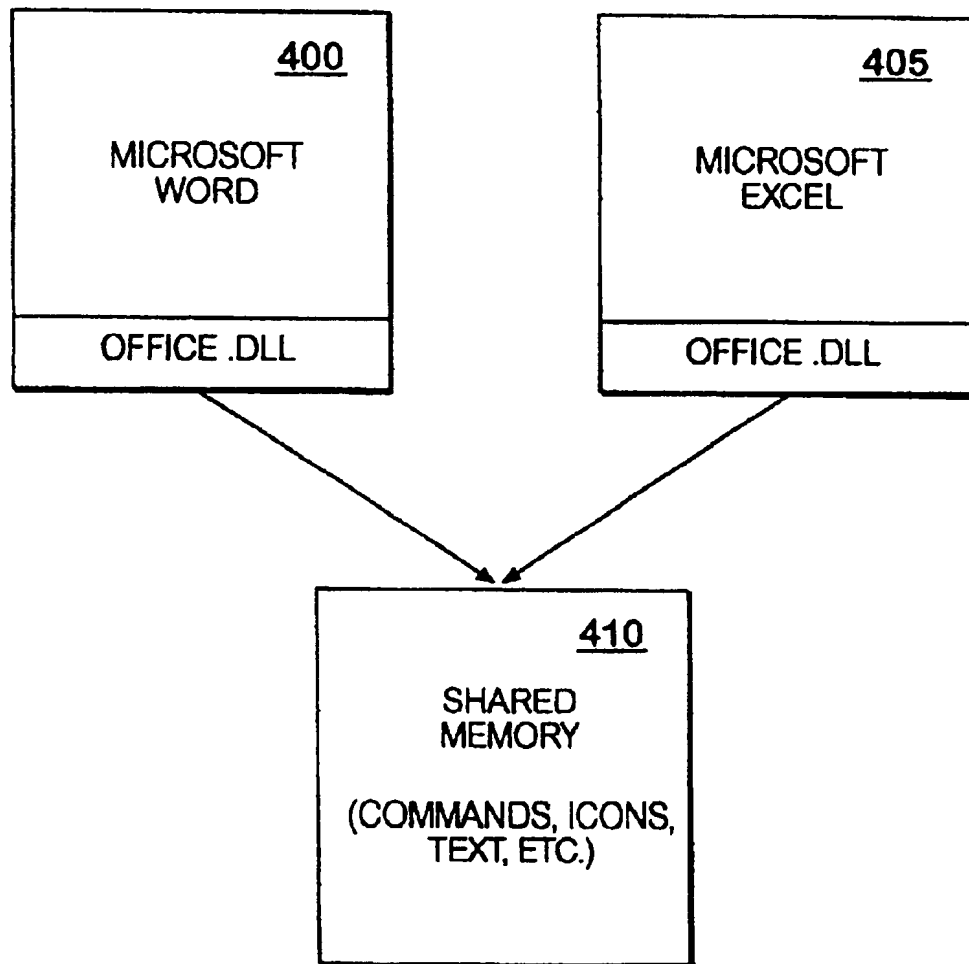 400
MICROSOFT
WORD
OFFICE .DLL
405
MICROSOFT
EXCEL
OFFICE .DLL
410
SHARED
MEMORY
(COMMANDS, ICONS,
TEXT, ETC.)